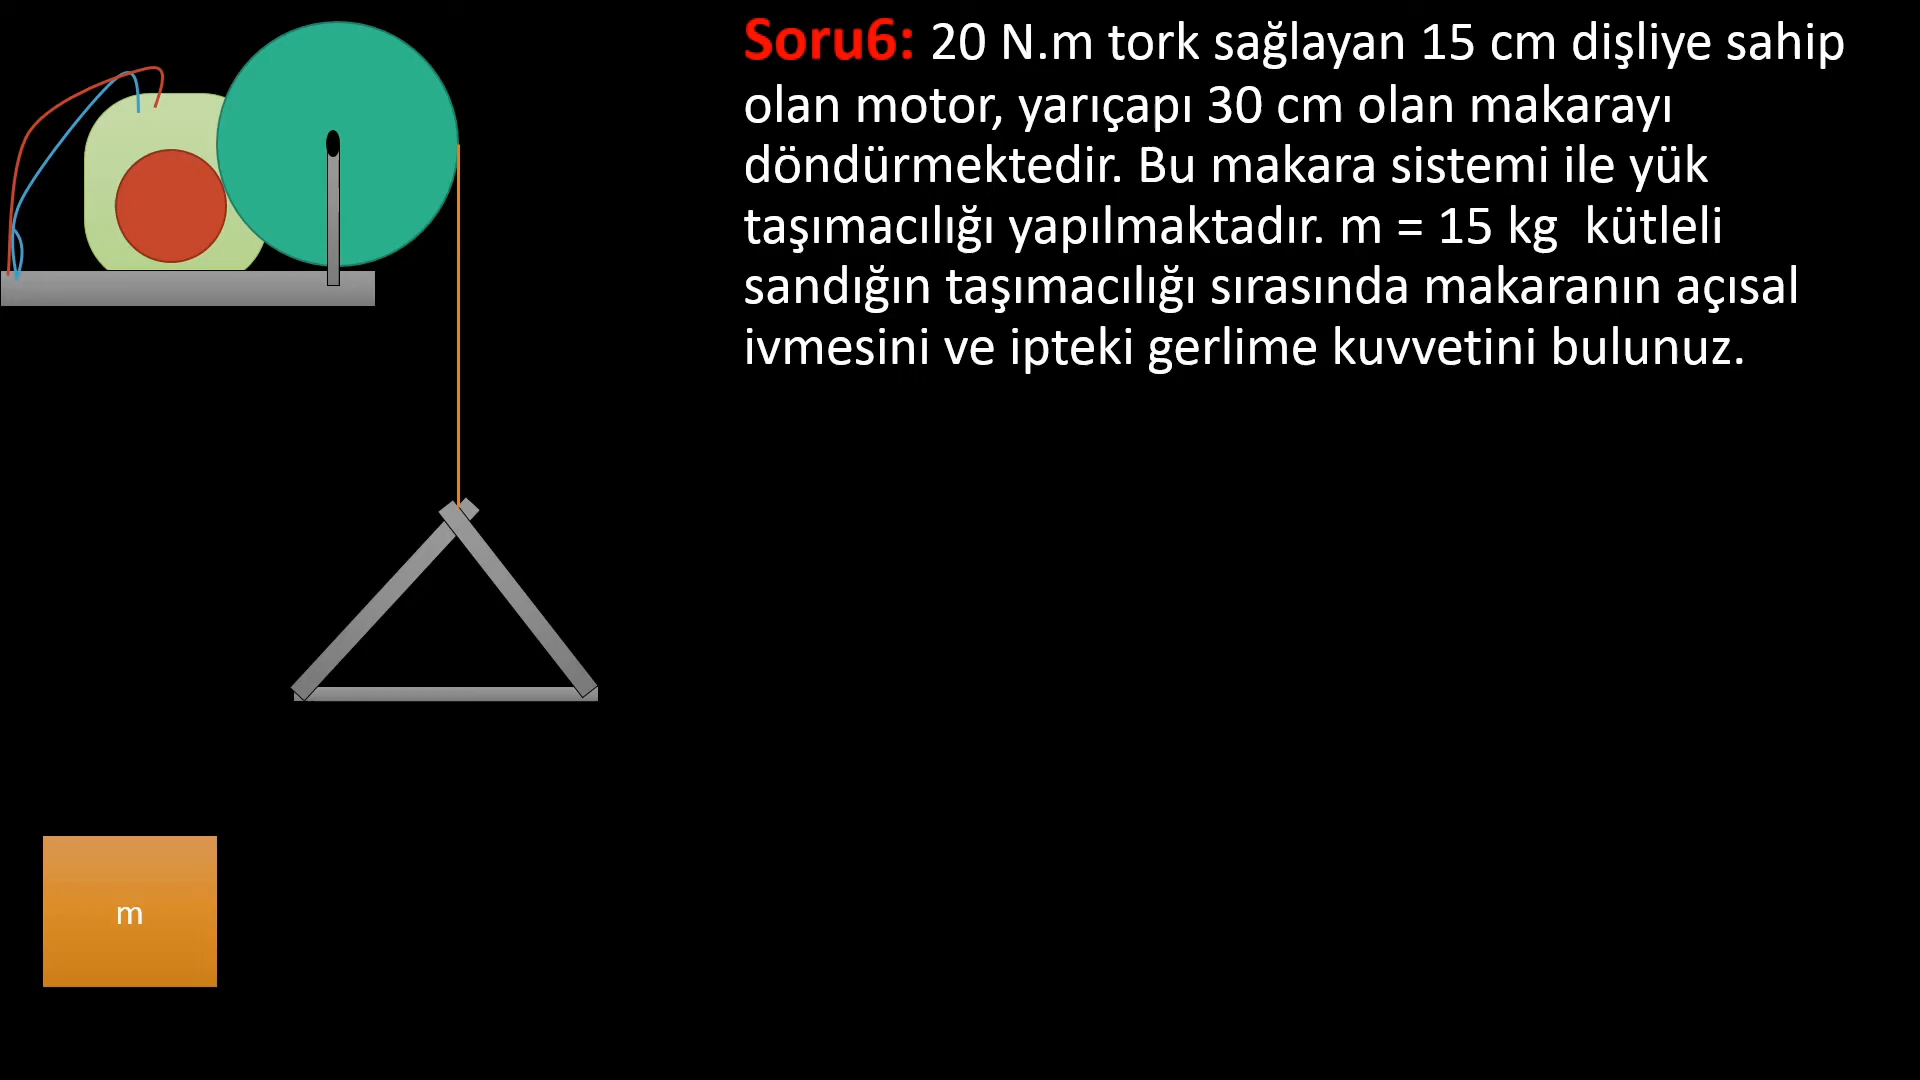 Soru6: 20 N.m tork sağlayan 15 cm dişliye sahip
olan motor, yarıçapı 30 cm olan makarayı
döndürmektedir. Bu makara sistemi ile yük
taşımacılığı yapılmaktadır. m = 15 kg  kütleli
sandığın taşımacılığı sırasında makaranın açısal
ivmesini ve ipteki gerlime kuvvetini bulunuz.
m